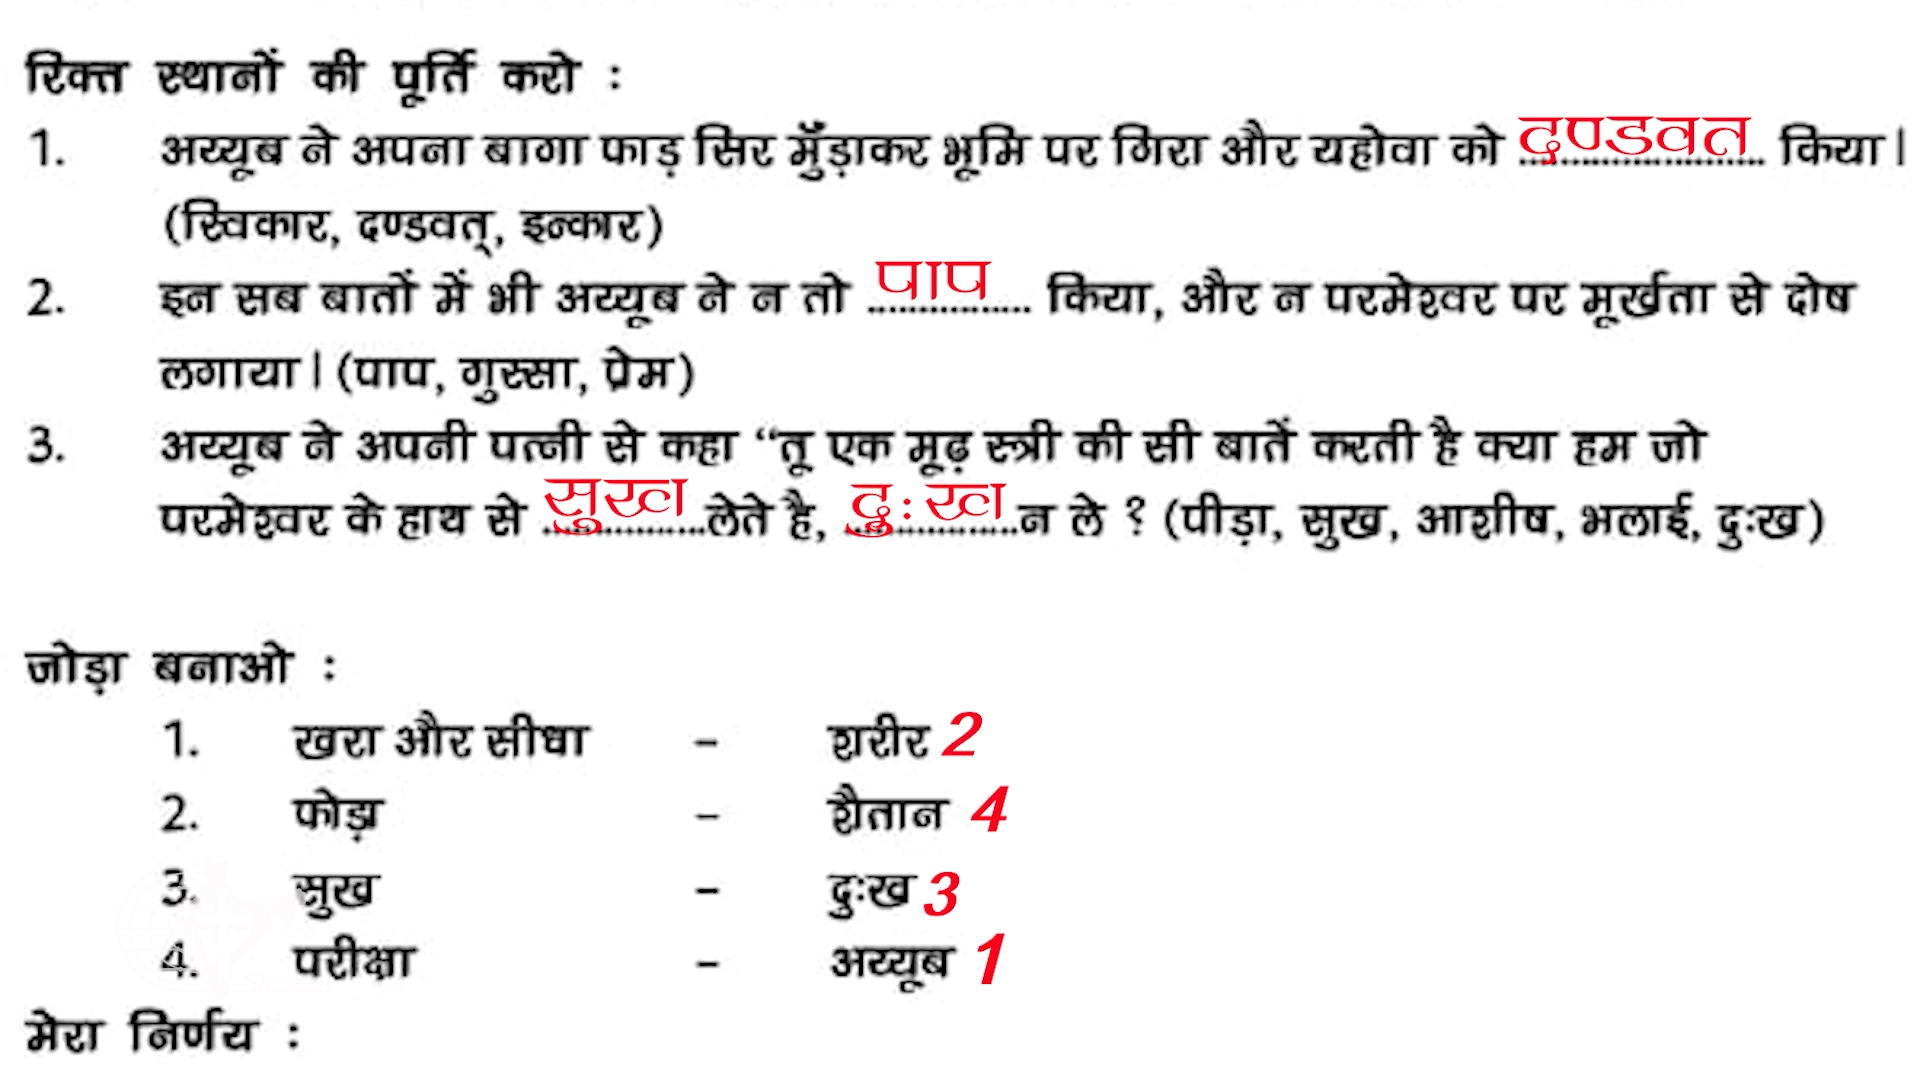 रिक्त स्थानों की पूर्ति करो :
1. अय्यूब ने अपना बागा फाड़ सिर मुँड़ाकर भूमि पर गिरा और यहोवा को दण्डवत किया।
(स्विकार, दण्डवत्, इन्कार)
2. इन सब बातों में भी अय्यूब ने न तो पाप किया, और न परमेश्वर पर मूर्खता से दोष
लगाया। (पाप, गुस्सा, प्रेम)
3. अय्यूब ने अपनी पत्नी से कहा “तू एक मूढ़ स्त्री की सी बातें करती है क्या हम जो
परमेश्वर के हाथ से सुख लेते है, दुःख न ले ? (पीड़ा, सुख, आशीष, भलाई, दुःख)
जोड़ा बनाओ :
1. खरा और सीधा - शरीर 2
2. फोड़ा - शैतान 4
3. सुख - दुःख 3
4. परीक्षा - अय्यूब 1
मेरा निर्णय :